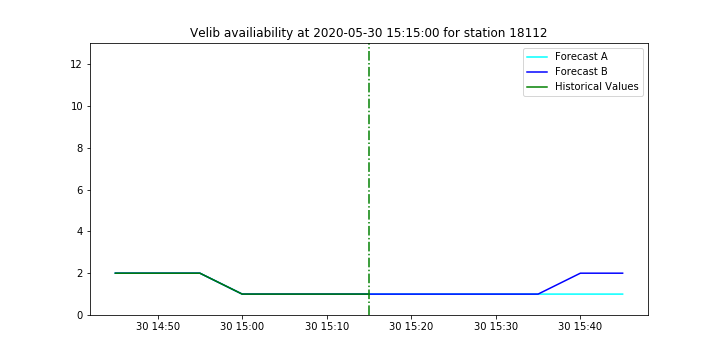 Velib availiability at 2020-05-30 15:15:00 for station 18112
Forecast A
Forecast B
Historical Values
12
10
8
6
4
2
0
30 14:50 30 15:00 30 15:10 30 15:20 30 15:30 30 15:40